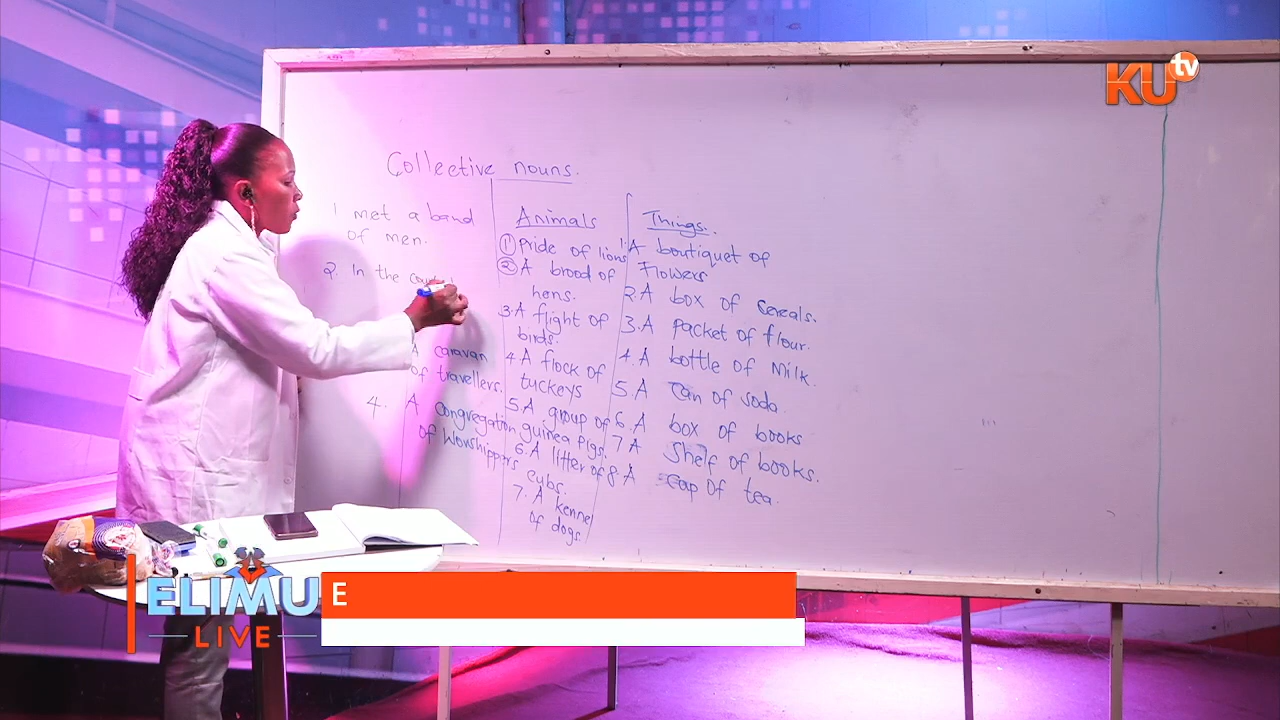 KU tv
Collective nouns.
1 met a band
of men.
2. In the
A caravan
of travellers.
4. A congregation
of Worshippers
Animals
1 Pride of lions
2 A brood of
hens.
3. A flight of
birds.
4. A flock of
tuckeys
5. A group of
guinea pigs.
6. A litter of
cubs.
7. A kennel
of dogs.
Things.
1. A boutiquet of
Flowers
2. A box of cereals.
3. A packet of flour.
4. A bottle of milk.
5. A can of soda.
6. A box of books
7 A shelf of books.
8 A cup of tea.
ELIMU
LIVE
E